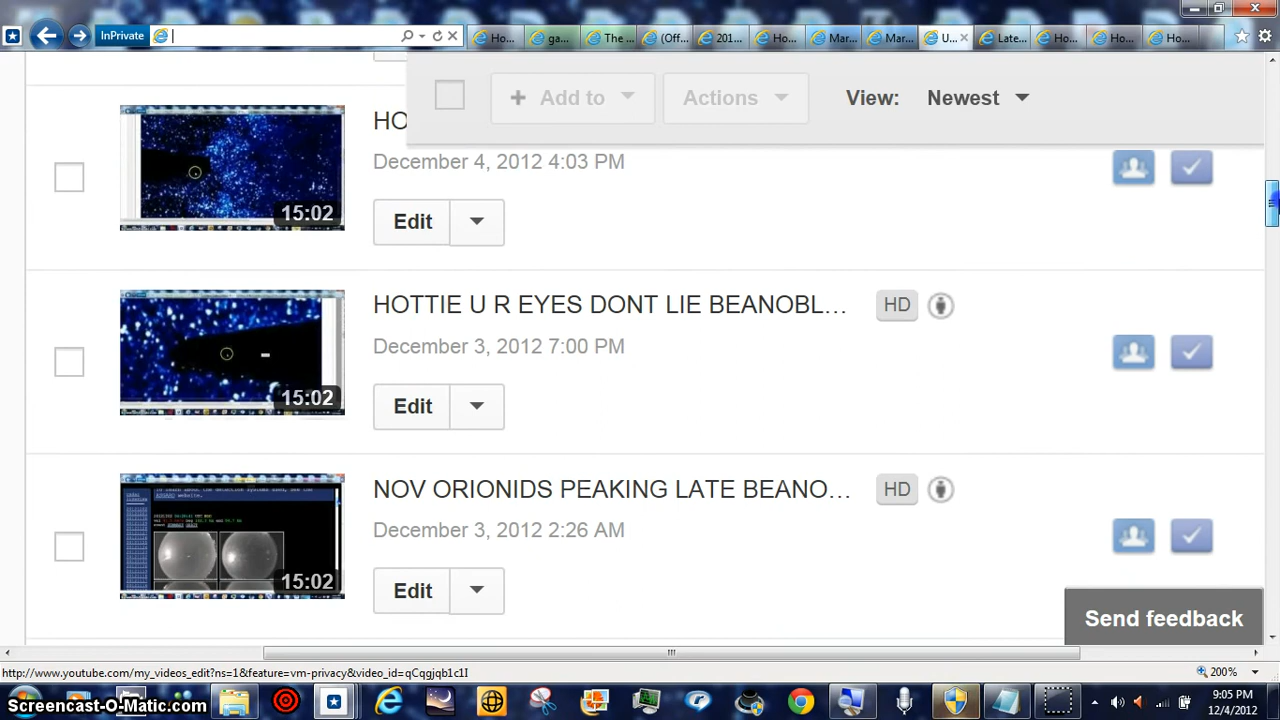 InPrivate
Ho...
ga...
The ...
(Off...
201...
Ho...
Mar...
Mar...
U...
Late...
Ho...
Ho...
Ho...
Add to
Actions
View: Newest
HO
December 4, 2012 4:03 PM
15:02
Edit
HOTTIE U R EYES DONT LIE BEANOBL...
HD
December 3, 2012 7:00 PM
15:02
Edit
NOV ORIONIDS PEAKING LATE BEANO...
HD
December 3, 2012 2:26 AM
15:02
Edit
Send feedback
http://www.youtube.com/my_videos_edit?ns=1&feature=vm-privacy&video_id=qCqgjqb1c1I
200%
Screencast-O-Matic.com
9:05 PM
12/4/2012